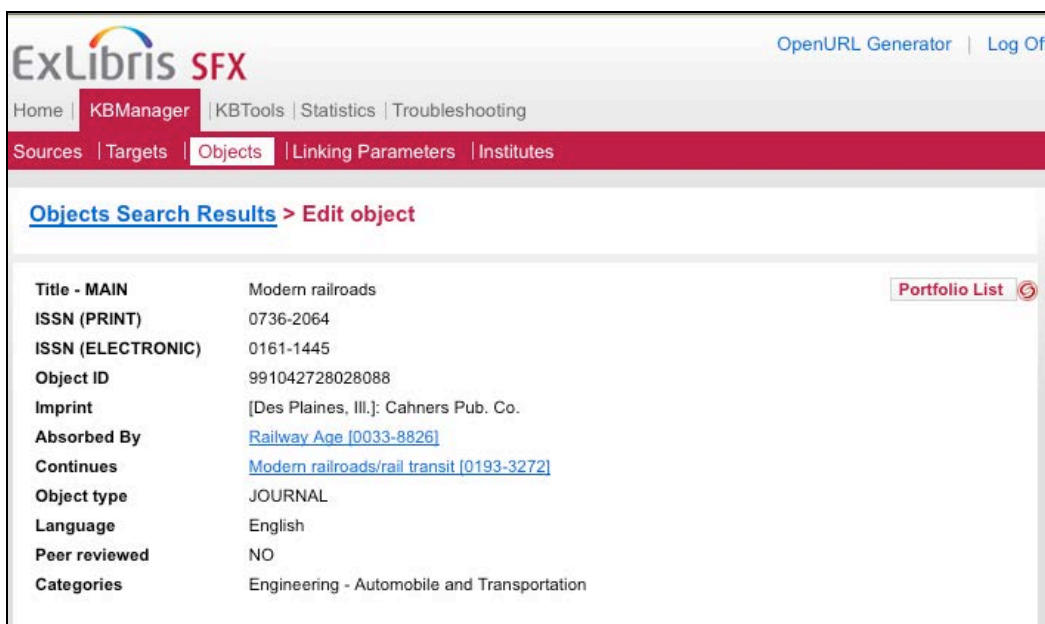 OpenURL Generator | Log Of
ExLibris SFX
Home | KBManager | KBTools | Statistics | Troubleshooting
Sources | Targets | Objects | Linking Parameters | Institutes
Objects Search Results > Edit object
Title - MAIN Modern railroads Portfolio List
ISSN (PRINT) 0736-2064
ISSN (ELECTRONIC) 0161-1445
Object ID 991042728028088
Imprint [Des Plaines, Ill.]: Cahners Pub. Co.
Absorbed By Railway Age [0033-8826]
Continues Modern railroads/rail transit [0193-3272]
Object type JOURNAL
Language English
Peer reviewed NO
Categories Engineering - Automobile and Transportation